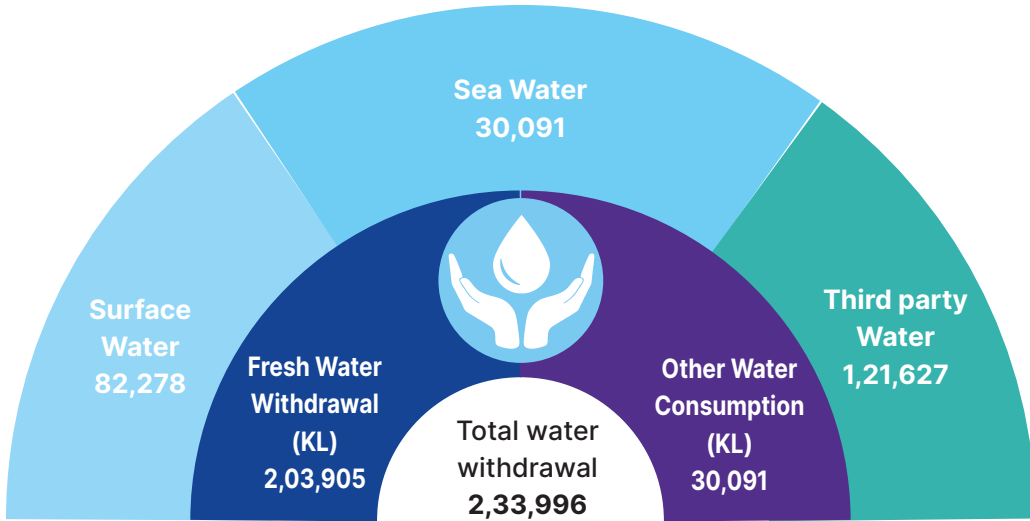 Sea Water
30,091
Surface
Water
82,278
Third party
Water
1,21,627
Fresh Water
Withdrawal
(KL)
2,03,905
Other Water
Consumption
(KL)
30,091
Total water
withdrawal
2,33,996